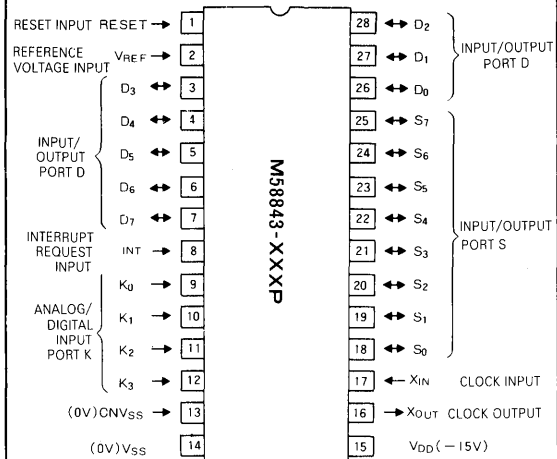 RESET INPUT RESET → 1
REFERENCE VOLTAGE INPUT VREF → 2
D3 ↔ 3
D4 ↔ 4
D5 ↔ 5
D6 ↔ 6
D7 ↔ 7
INPUT/ OUTPUT PORT D
INTERRUPT REQUEST INPUT INT → 8
K0 → 9
K1 → 10
K2 → 11
K3 → 12
ANALOG/ DIGITAL INPUT PORT K
(0V)CNVSS → 13
(0V)VSS 14
M58843-XXXP
28 ↔ D2
27 ↔ D1
26 ↔ D0
INPUT/OUTPUT PORT D
25 ↔ S7
24 ↔ S6
23 ↔ S5
22 ↔ S4
21 ↔ S3
20 ↔ S2
19 ↔ S1
18 ↔ S0
INPUT/OUTPUT PORT S
17 ← XIN CLOCK INPUT
16 → XOUT CLOCK OUTPUT
15 VDD(−15V)